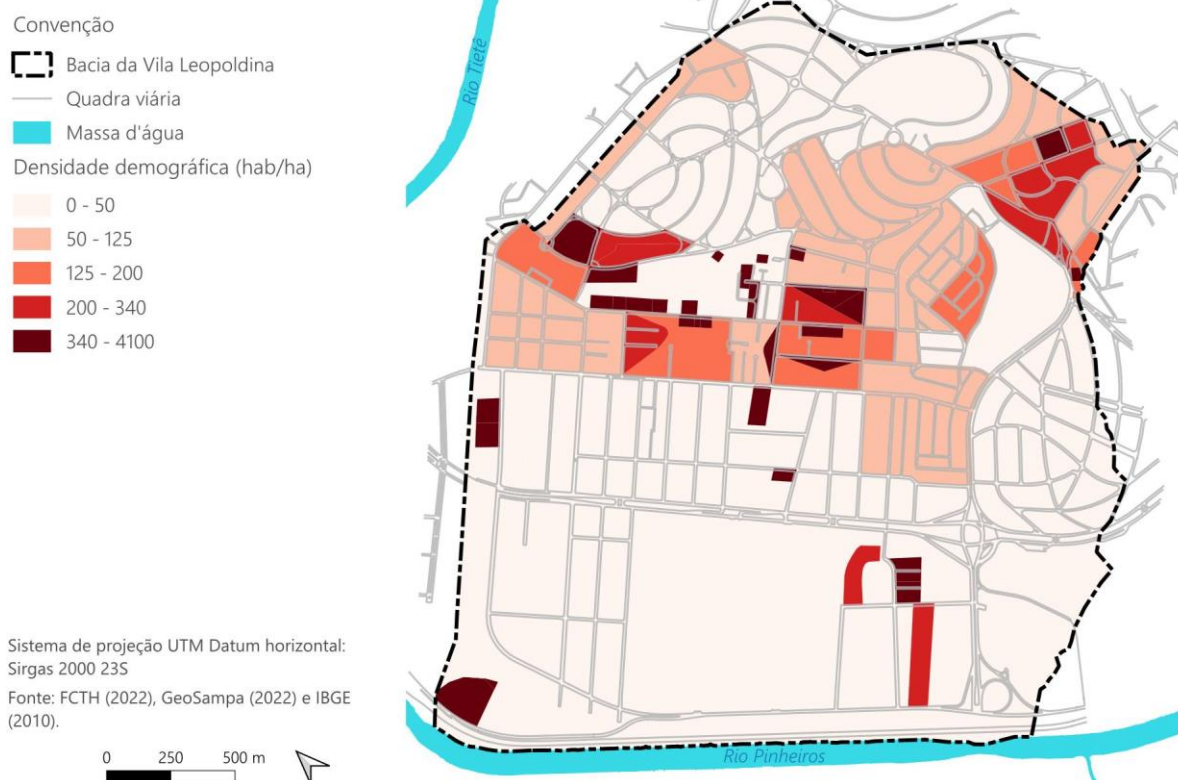 Convenção
Bacia da Vila Leopoldina
Quadra viária
Massa d'água
Densidade demográfica (hab/ha)
0 - 50
50 - 125
125 - 200
200 - 340
340 - 4100
Sistema de projeção UTM Datum horizontal:
Sirgas 2000 23S
Fonte: FCTH (2022), GeoSampa (2022) e IBGE
(2010).
0 250 500 m
Rio Tietê
Rio Pinheiros